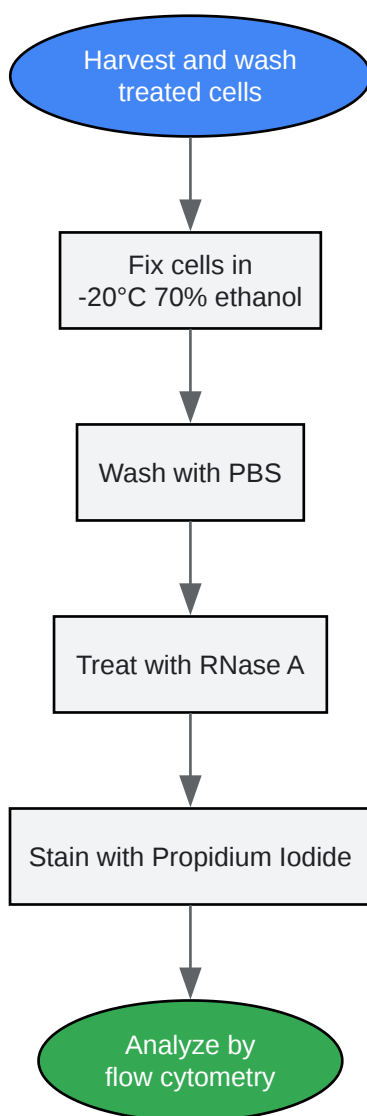 Harvest and wash
treated cells
Fix cells in
-20°C 70% ethanol
Wash with PBS
Treat with RNase A
Stain with Propidium Iodide
Analyze by
flow cytometry